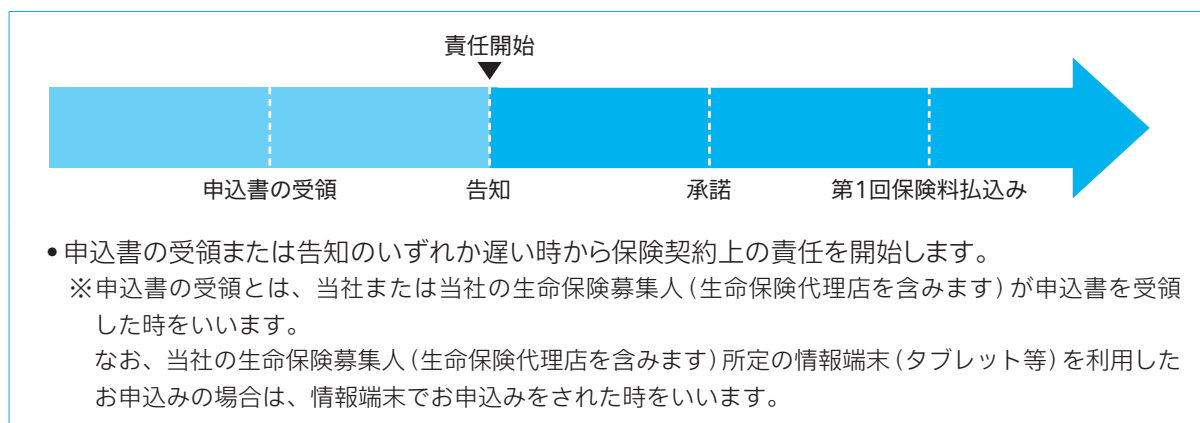 責任開始
申込書の受領
告知
承諾
第1回保険料払込み
•申込書の受領または告知のいずれか遅い時から保険契約上の責任を開始します。
※申込書の受領とは、当社または当社の生命保険募集人(生命保険代理店を含みます)が申込書を受領
した時をいいます。
なお、当社の生命保険募集人(生命保険代理店を含みます)所定の情報端末(タブレット等)を利用した
お申込みの場合は、情報端末でお申込みをされた時をいいます。